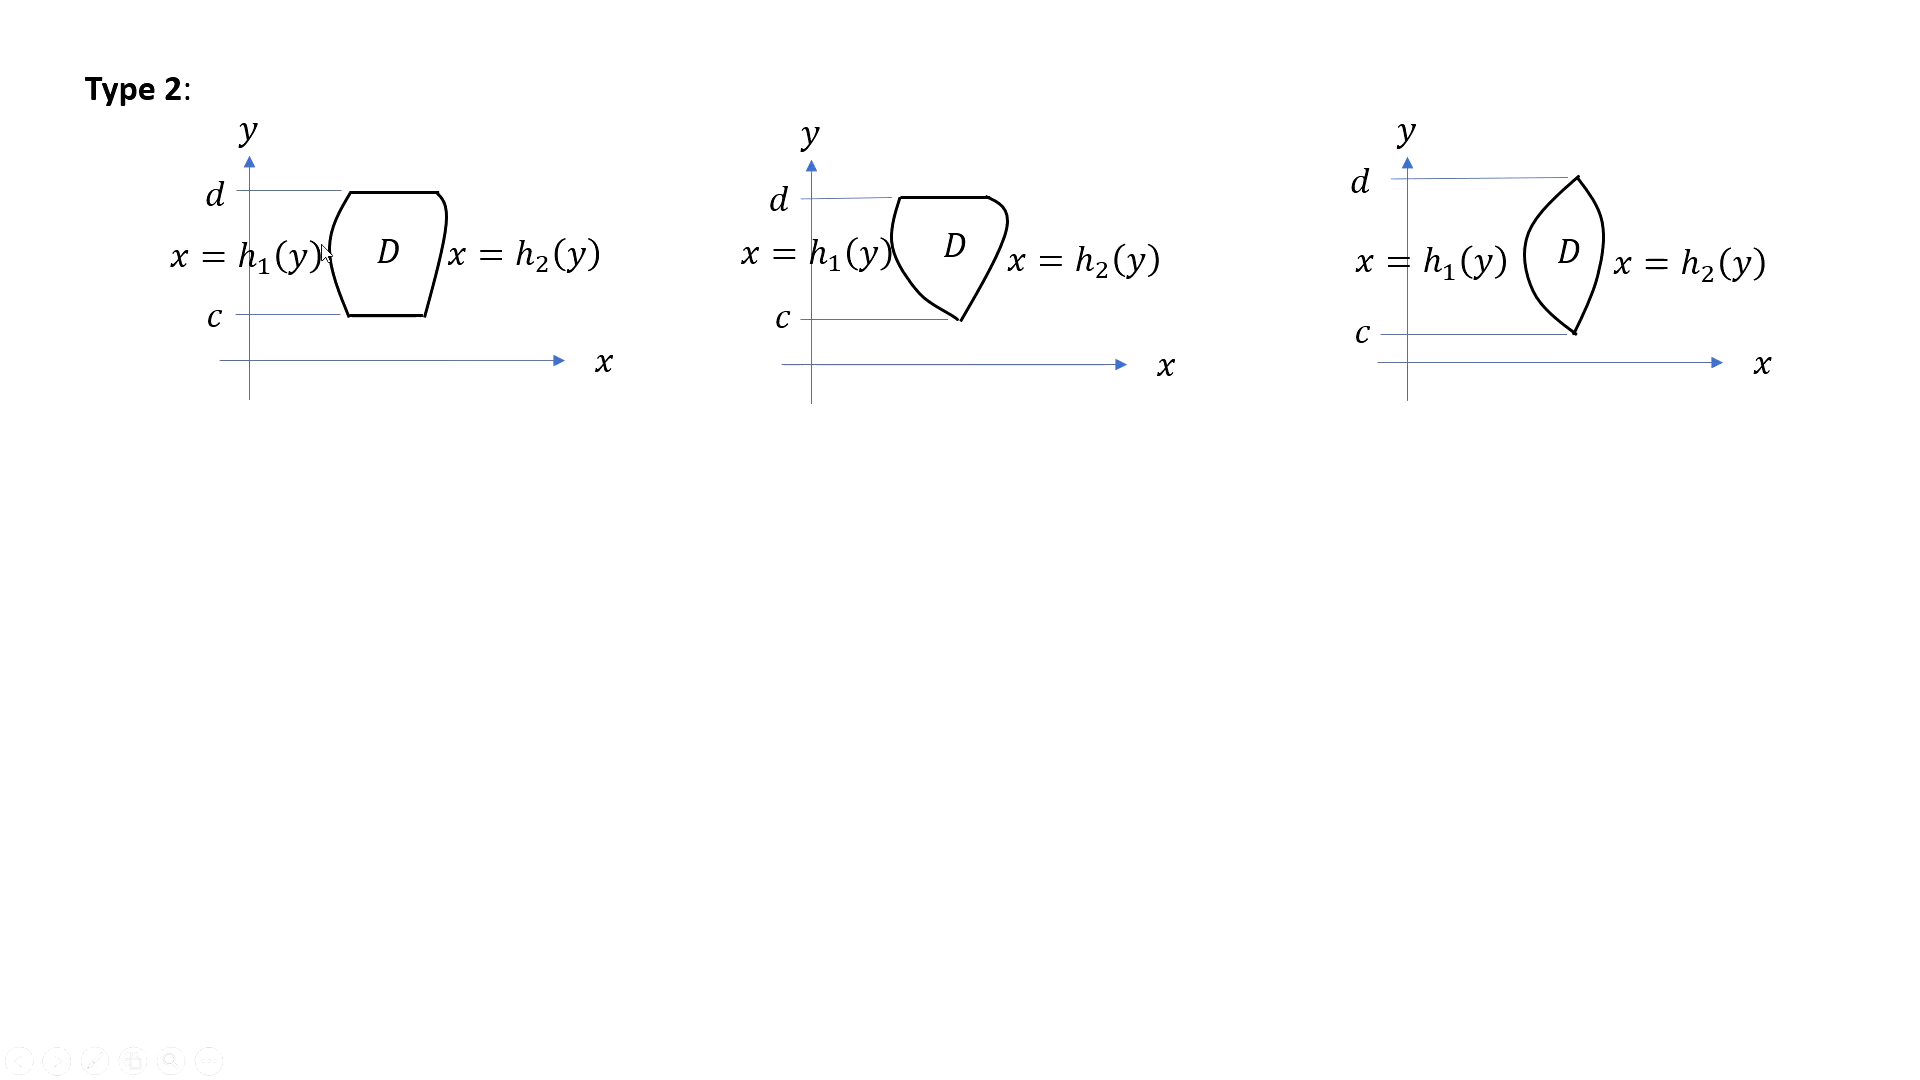 Type 2:
y
d
x = h₁(y)
D
x = h₂(y)
c
x
y
d
x = h₁(y)
D
x = h₂(y)
c
x
y
d
x = h₁(y)
D
x = h₂(y)
c
x